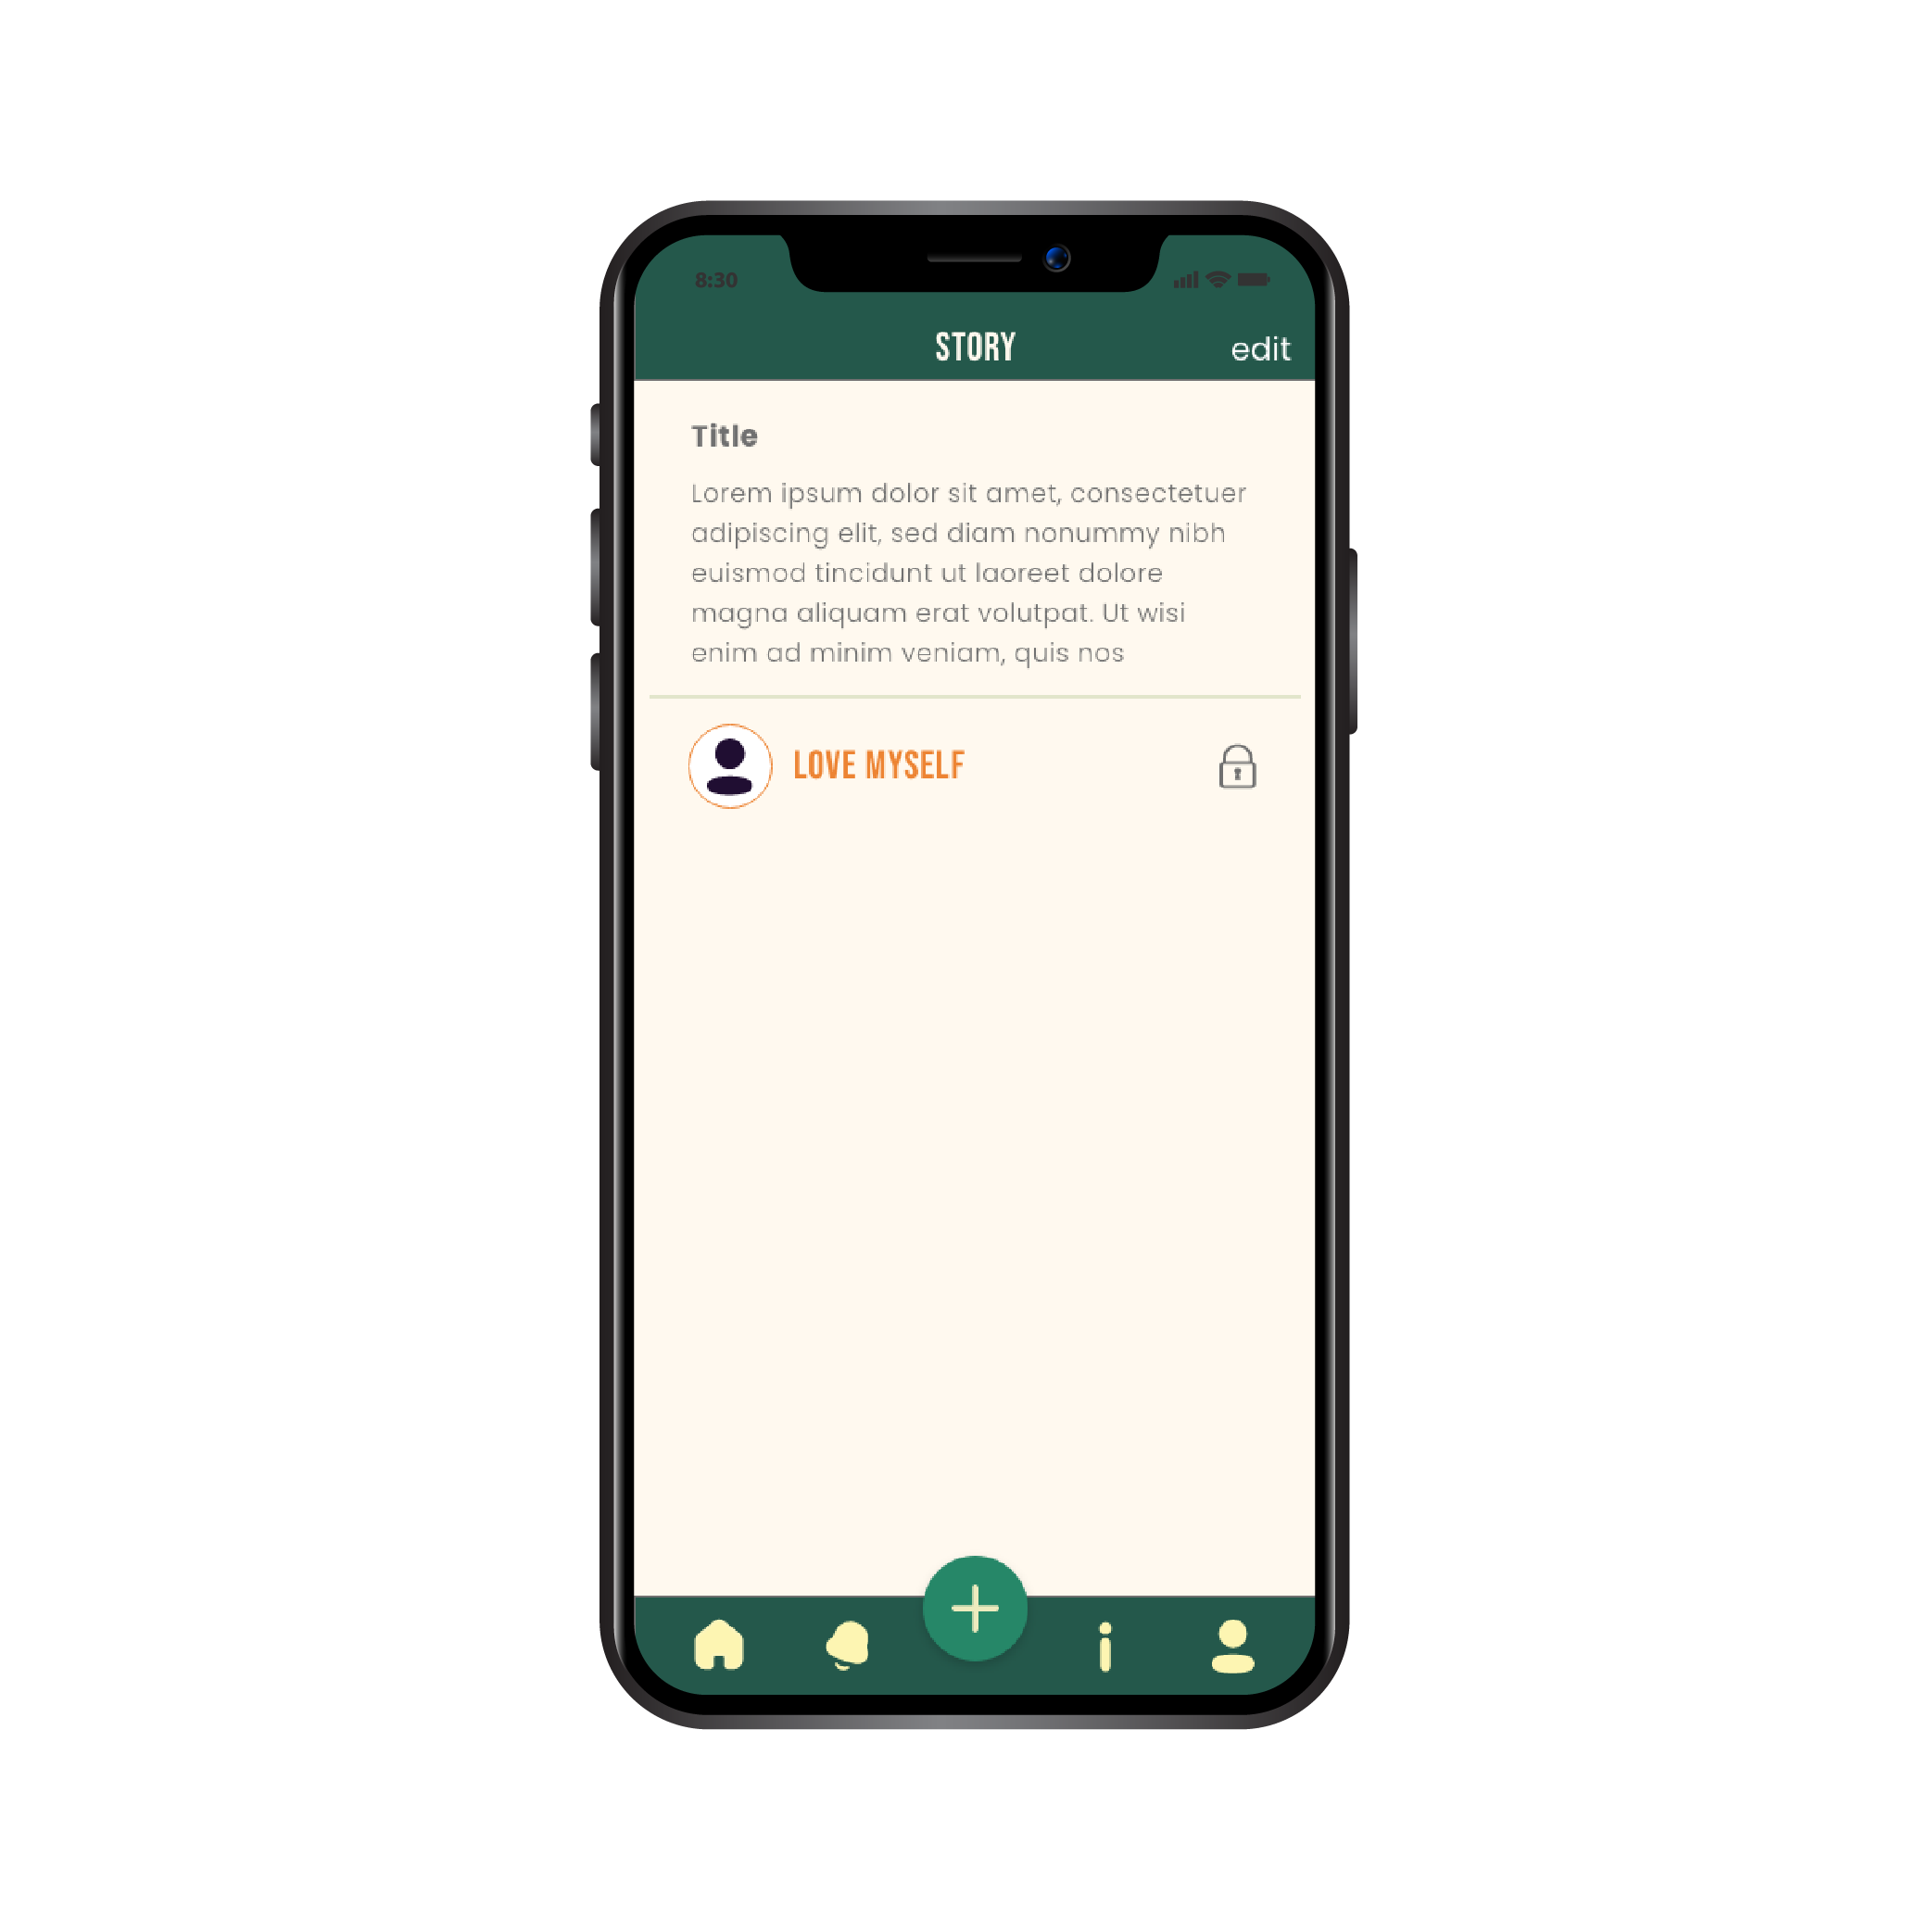 8:30
STORY
edit
Title
Lorem ipsum dolor sit amet, consectetuer
adipiscing elit, sed diam nonummy nibh
euismod tincidunt ut laoreet dolore
magna aliquam erat volutpat. Ut wisi
enim ad minim veniam, quis nos
LOVE MYSELF